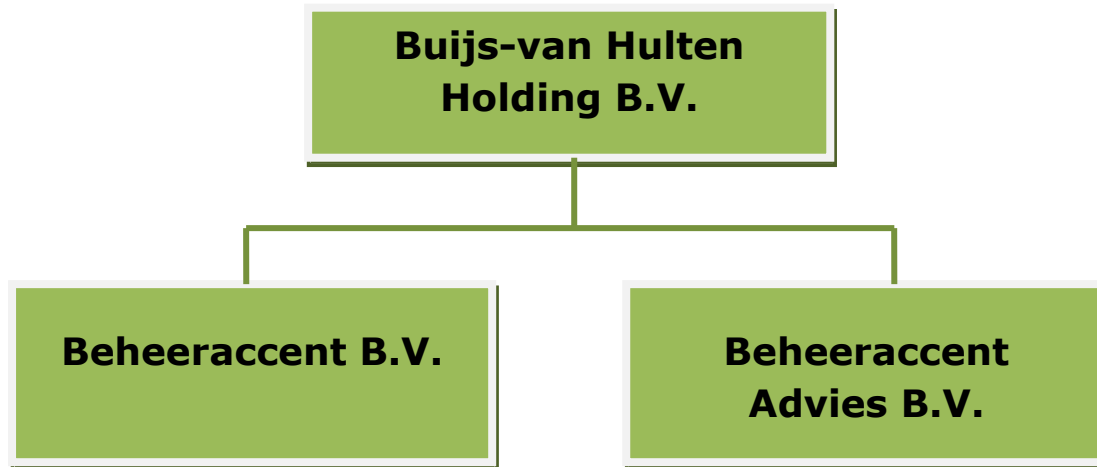 Buijs-van Hulten
Holding B.V.
Beheeraccent B.V.
Beheeraccent
Advies B.V.